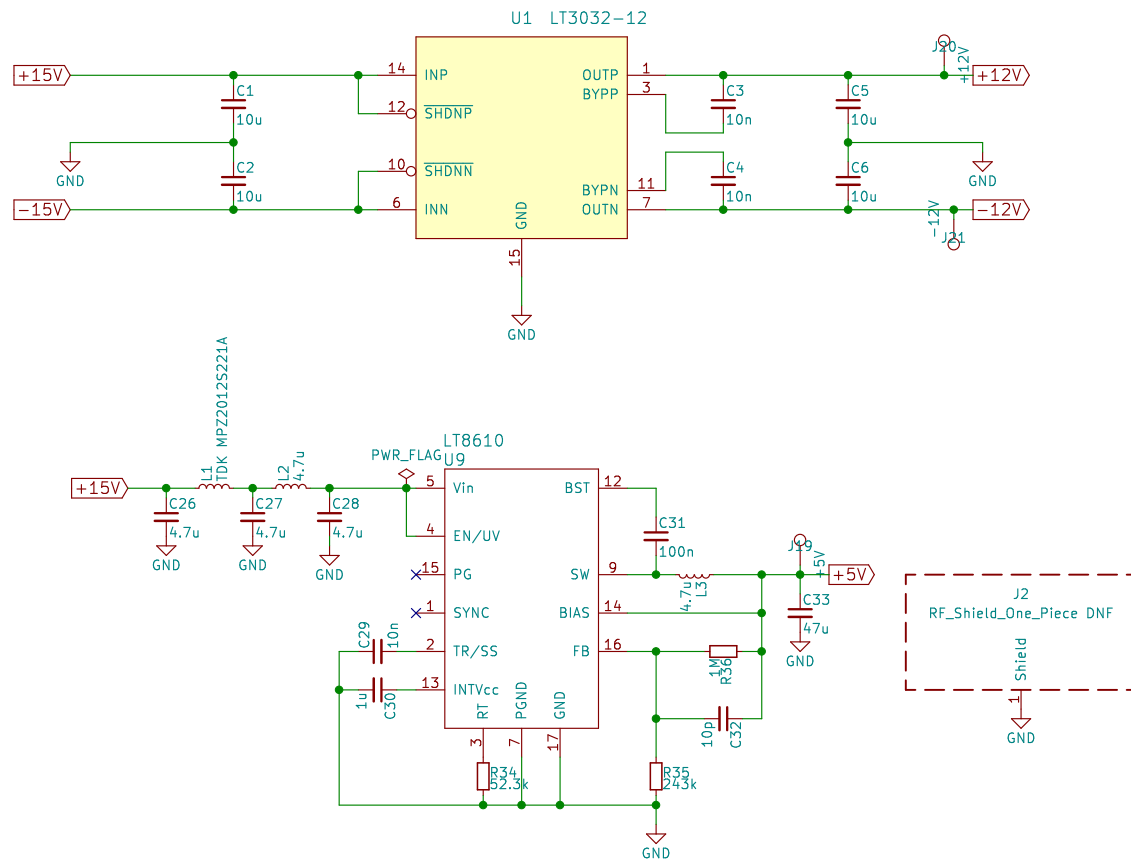 U1 LT3032-12
+15V
14 INP
12 SHDNP
10 SHDNN
6 INN
-15V
C1
10u
C2
10u
GND
OUTP 1
BYPP 3
BYPN 11
OUTN 7
GND
15
GND
C3
10n
C4
10n
C5
10u
C6
10u
GND
J20
+12V
+12V
-12V
-12V
J21
+15V
L1
TDK MPZ2012S221A
L2
4.7u
C26
4.7u
GND
C27
4.7u
GND
C28
4.7u
GND
PWR_FLAG
LT8610
U9
5 Vin
4 EN/UV
15 PG
1 SYNC
2 TR/SS
13 INTVcc
BST 12
SW 9
BIAS 14
FB 16
RT
3
PGND
7
GND
17
C29
10n
1u
C30
R34
52.3k
C31
100n
4.7u
L3
J19
+5V
+5V
C33
47u
GND
1M
R36
10p
C32
R35
243k
GND
J2
RF_Shield_One_Piece DNF
Shield
1
GND